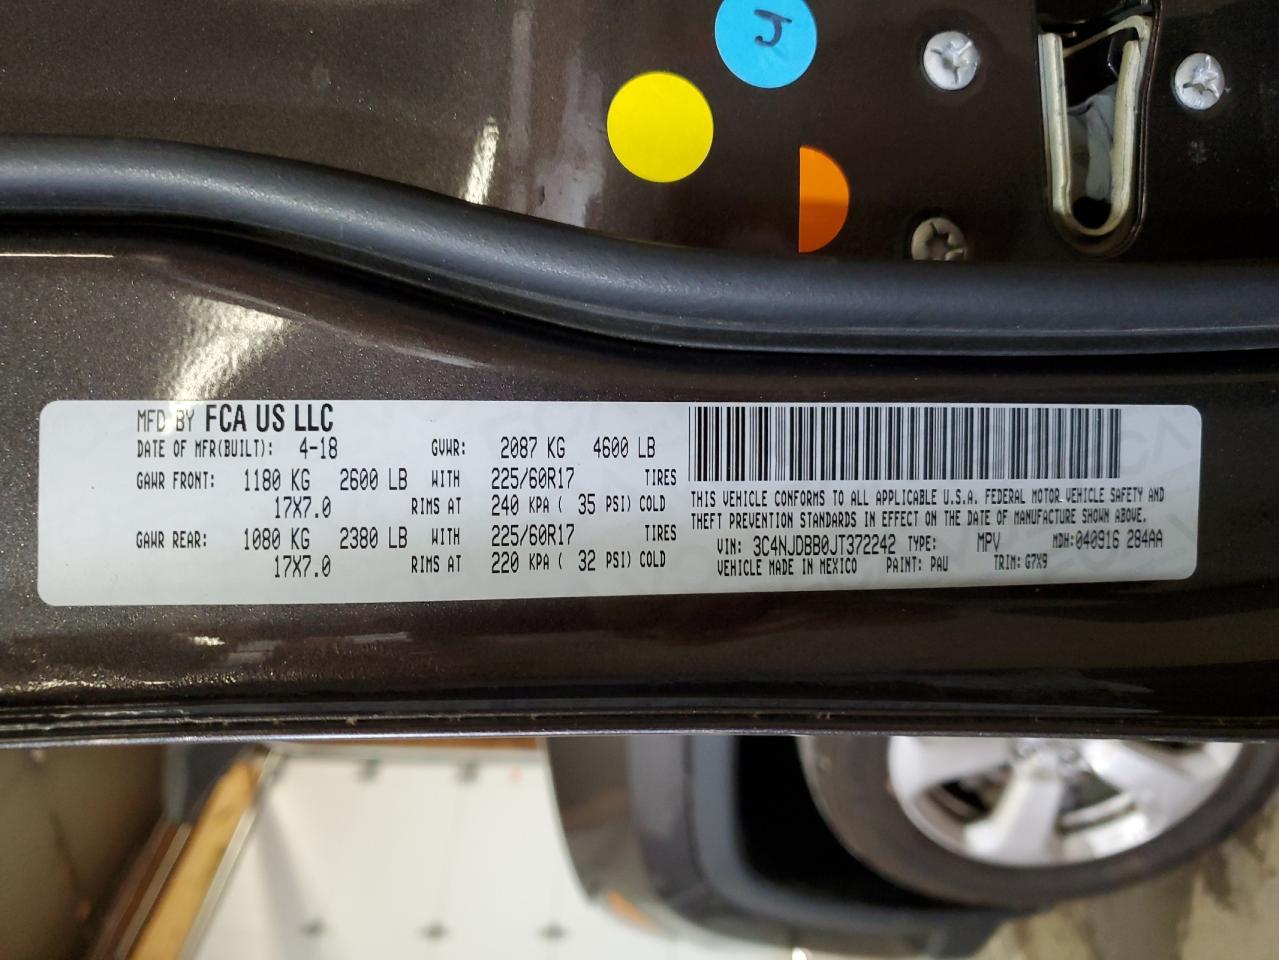 J
MFD BY FCA US LLC
DATE OF MFR(BUILT): 4-18 GVWR: 2087 KG 4600 LB
GAWR FRONT: 1180 KG 2600 LB WITH 225/60R17 TIRES
17X7.0 RIMS AT 240 KPA ( 35 PSI) COLD
GAWR REAR: 1080 KG 2380 LB WITH 225/60R17 TIRES
17X7.0 RIMS AT 220 KPA ( 32 PSI) COLD
THIS VEHICLE CONFORMS TO ALL APPLICABLE U.S.A. FEDERAL MOTOR VEHICLE SAFETY AND
THEFT PREVENTION STANDARDS IN EFFECT ON THE DATE OF MANUFACTURE SHOWN ABOVE.
VIN: 3C4NJDBB0JT372242 TYPE: MPV MDH: 040916 284AA
VEHICLE MADE IN MEXICO PAINT: PAU TRIM: G7X9